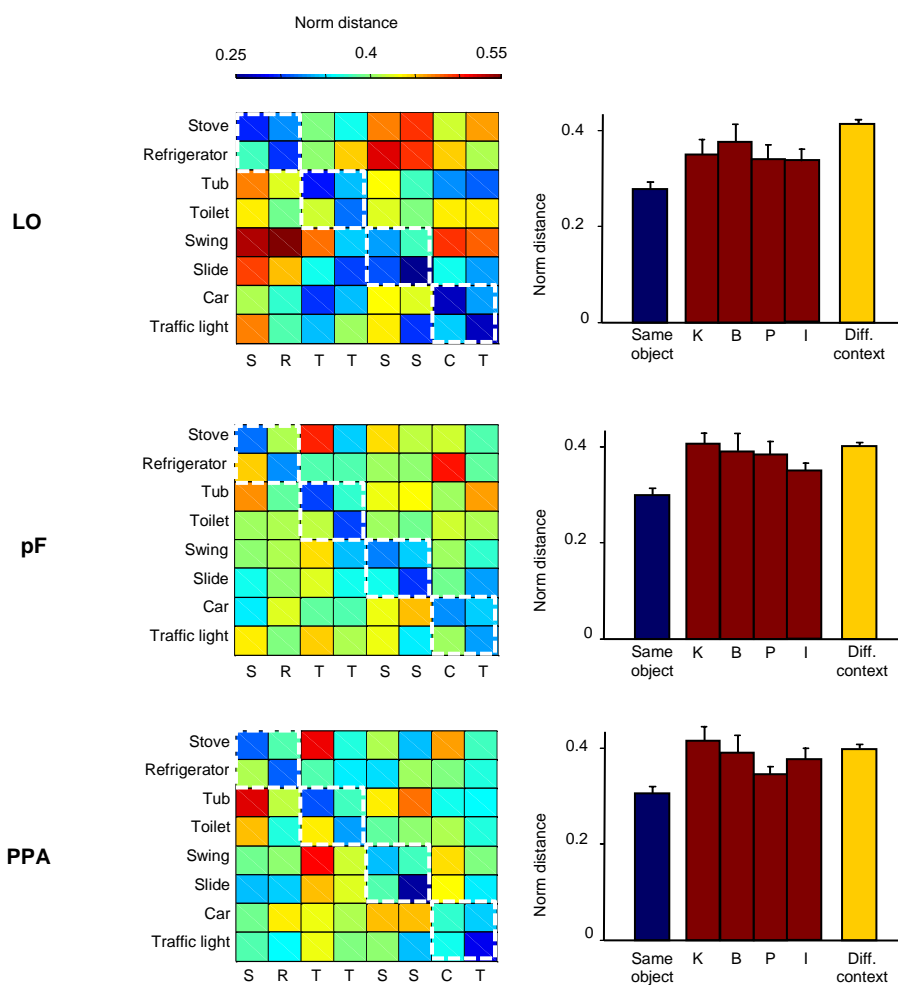 Norm distance
0.25 0.4 0.55
LO
Stove
Refrigerator
Tub
Toilet
Swing
Slide
Car
Traffic light
S R T T S S C T
Norm distance
0.4
0.2
0
Same object K B P I Diff. context
pF
Stove
Refrigerator
Tub
Toilet
Swing
Slide
Car
Traffic light
S R T T S S C T
Norm distance
0.4
0.2
0
Same object K B P I Diff. context
PPA
Stove
Refrigerator
Tub
Toilet
Swing
Slide
Car
Traffic light
S R T T S S C T
Norm distance
0.4
0.2
0
Same object K B P I Diff. context